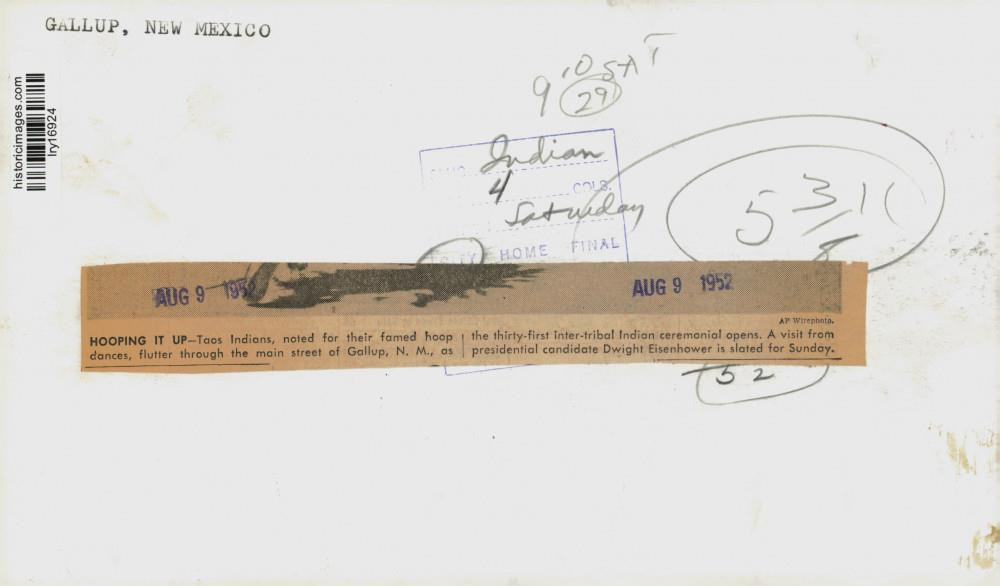 GALLUP, NEW MEXICO
historicimages.com
lry16924
9 10 SAT
29
Indian
4 COLS.
Saturday
HOME FINAL
5 3/8 11
AUG 9 1952 AUG 9 1952
AP Wirephoto.
HOOPING IT UP—Taos Indians, noted for their famed hoop
dances, flutter through the main street of Gallup, N. M., as
the thirty-first inter-tribal Indian ceremonial opens. A visit from
presidential candidate Dwight Eisenhower is slated for Sunday.
52